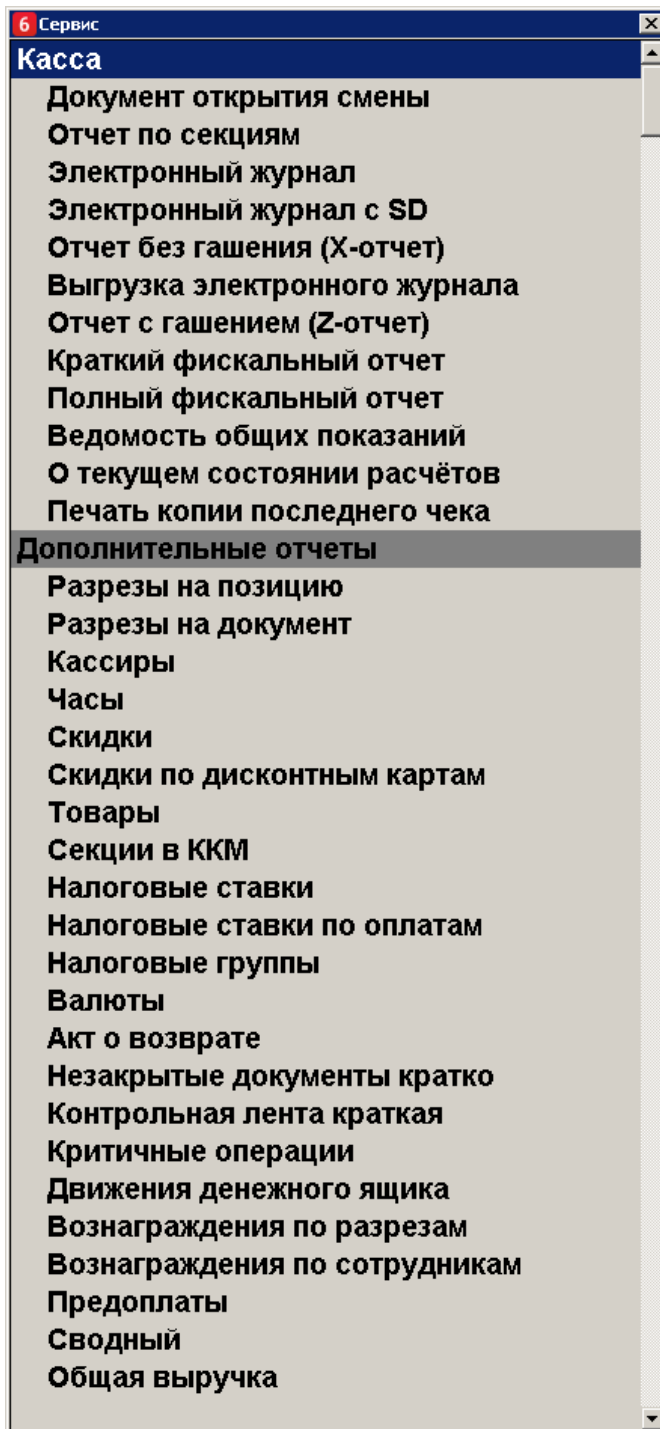 6 Сервис
Касса
Документ открытия смены
Отчет по секциям
Электронный журнал
Электронный журнал с SD
Отчет без гашения (X-отчет)
Выгрузка электронного журнала
Отчет с гашением (Z-отчет)
Краткий фискальный отчет
Полный фискальный отчет
Ведомость общих показаний
О текущем состоянии расчётов
Печать копии последнего чека
Дополнительные отчеты
Разрезы на позицию
Разрезы на документ
Кассиры
Часы
Скидки
Скидки по дисконтным картам
Товары
Секции в ККМ
Налоговые ставки
Налоговые ставки по оплатам
Налоговые группы
Валюты
Акт о возврате
Незакрытые документы кратко
Контрольная лента краткая
Критичные операции
Движения денежного ящика
Вознаграждения по разрезам
Вознаграждения по сотрудникам
Предоплаты
Сводный
Общая выручка